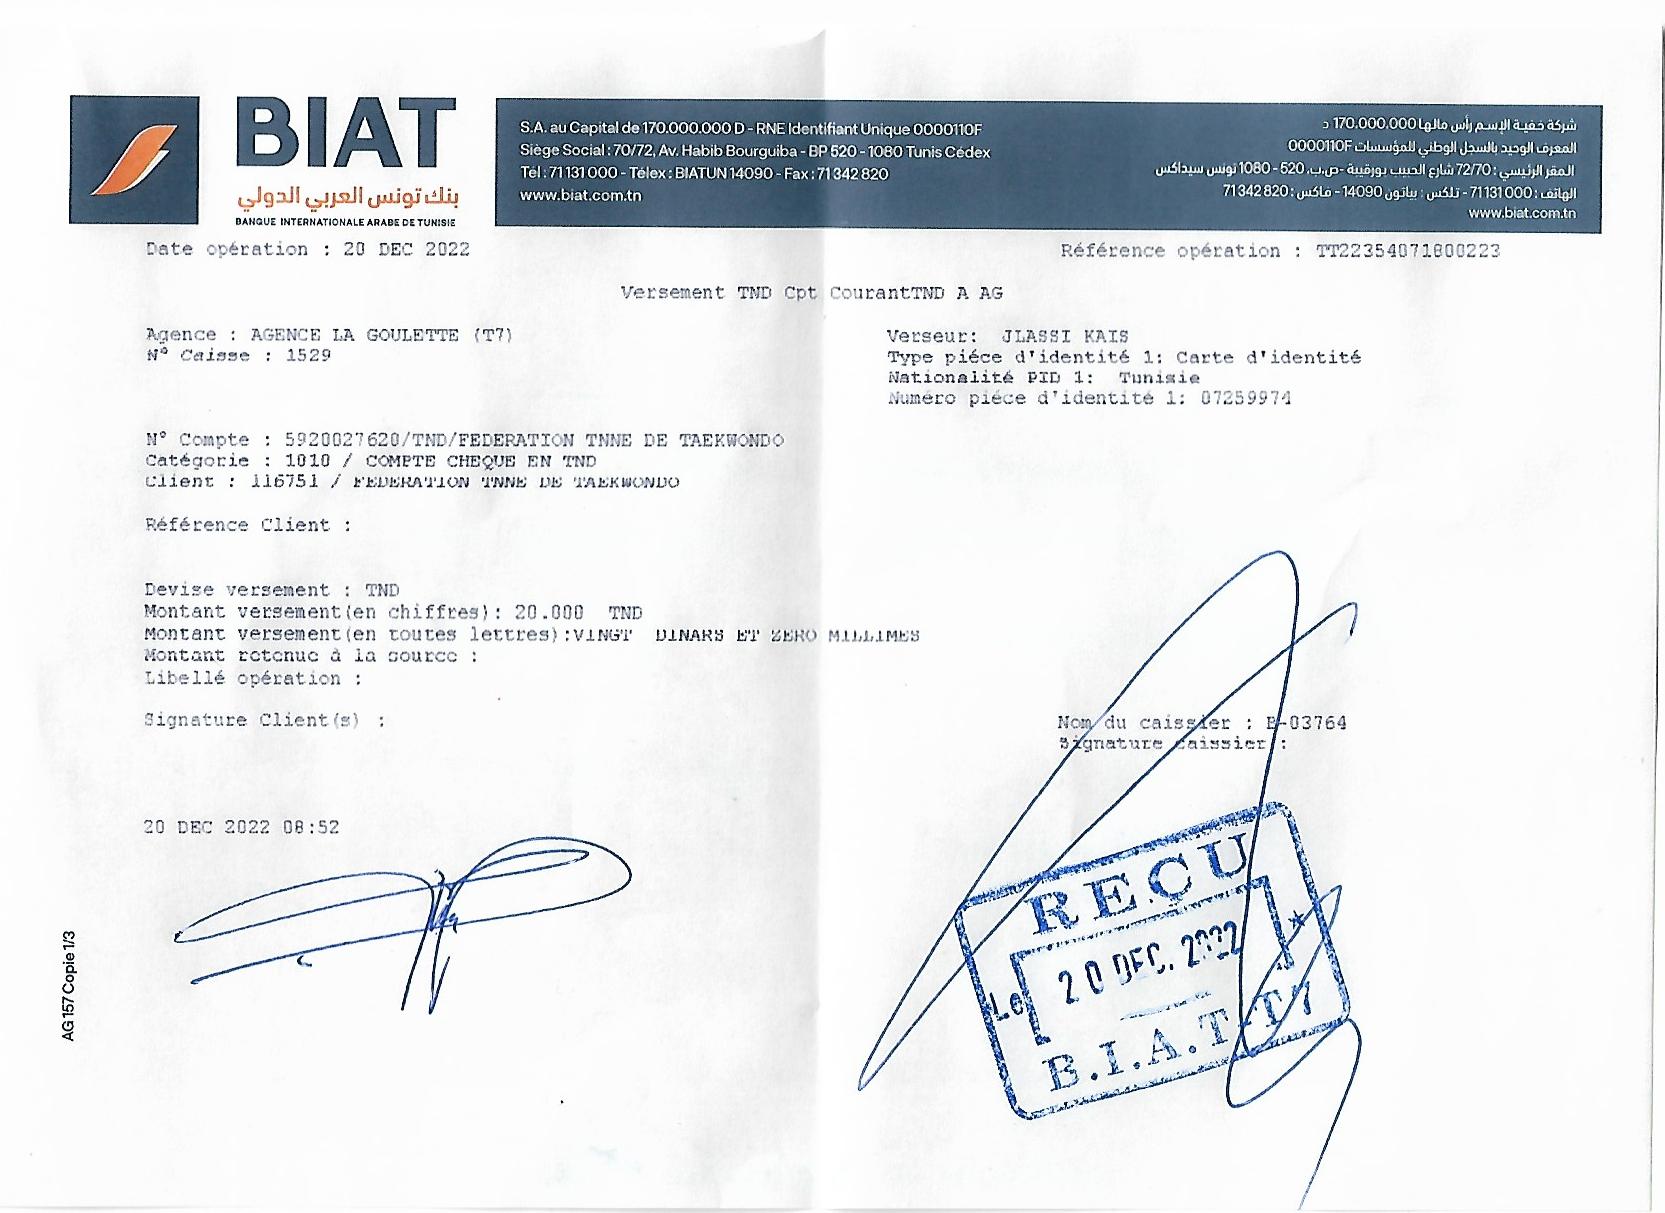 BIAT
بنك تونس العربي الدولي
BANQUE INTERNATIONALE ARABE DE TUNISIE
S.A. au Capital de 170.000.000 D - RNE Identifiant Unique 0000110F
Siège Social : 70/72, Av. Habib Bourguiba - BP 520 - 1080 Tunis Cédex
Tél : 71 131 000 - Télex : BIATUN 14090 - Fax : 71 342 820
www.biat.com.tn
شركة خفية الإسم رأس مالها 170.000.000 د
المعرف الوحيد بالسجل الوطني للمؤسسات 0000110F
المقر الرئيسي : 72/70 شارع الحبيب بورقيبة -ص.ب. 520 - 1080 تونس سيداكس
الهاتف : 71131 000 - تلكس : بياتون 14090 - فاكس : 820 342 71
www.biat.com.tn
Date opération : 20 DEC 2022
Référence opération : TT22354071800223
Versement TND Cpt CourantTND A AG
Agence : AGENCE LA GOULETTE (T7)
N° Caisse : 1529
Verseur: JLASSI KAIS
Type piéce d'identité 1: Carte d'identité
Nationalité PID 1: Tunisie
Numéro piéce d'identité 1: 07259974
N° Compte : 5920027620/TND/FEDERATION TNNE DE TAEKWONDO
Catégorie : 1010 / COMPTE CHEQUE EN TND
Client : 116751 / FEDERATION TNNE DE TAEKWONDO
Référence Client :
Devise versement : TND
Montant versement(en chiffres): 20.000 TND
Montant versement(en toutes lettres):VINGT DINARS ET ZERO MILLIMES
Montant retenue à la source :
Libellé opération :
Signature Client(s) :
Nom du caissier : B-03764
Signature caissier :
20 DEC 2022 08:52
REÇU
Le 20 DEC. 2022
B.I.A.T-T7
AG 157 Copie 1/3